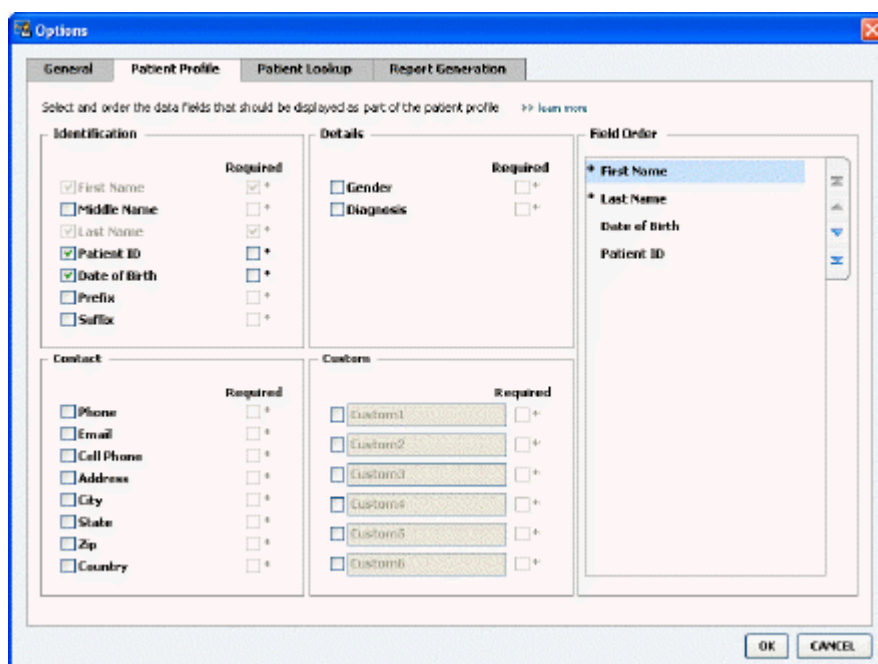 Options
General Patient Profile Patient Lookup Report Generation
Select and order the data fields that should be displayed as part of the patient profile >> learn more
Identification
Required
First Name *
Middle Name *
Last Name *
Patient ID *
Date of Birth *
Prefix *
Suffix *
Details
Required
Gender *
Diagnosis *
Field Order
* First Name
* Last Name
Date of Birth
Patient ID
Contact
Required
Phone *
Email *
Cell Phone *
Address *
City *
State *
Zip *
Country *
Custom
Required
Custom1 *
Custom2 *
Custom3 *
Custom4 *
Custom5 *
Custom6 *
OK CANCEL